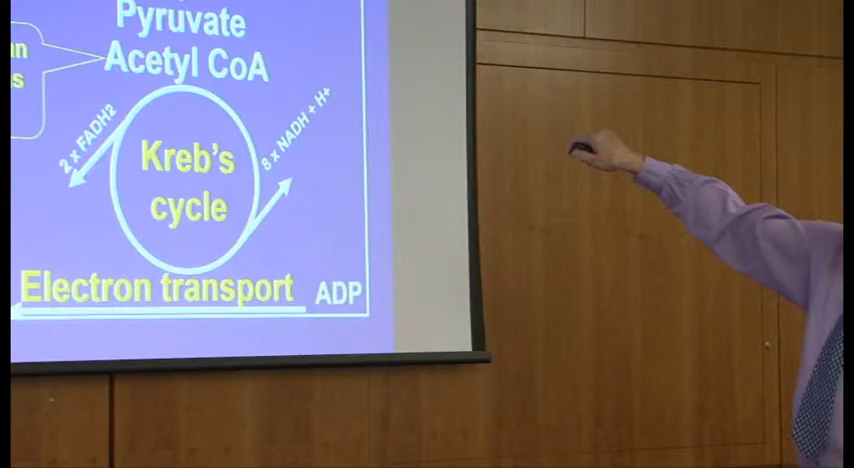 Pyruvate
Acetyl CoA
2 x FADH2
8 x NADH + H+
Kreb's
cycle
Electron transport
ADP